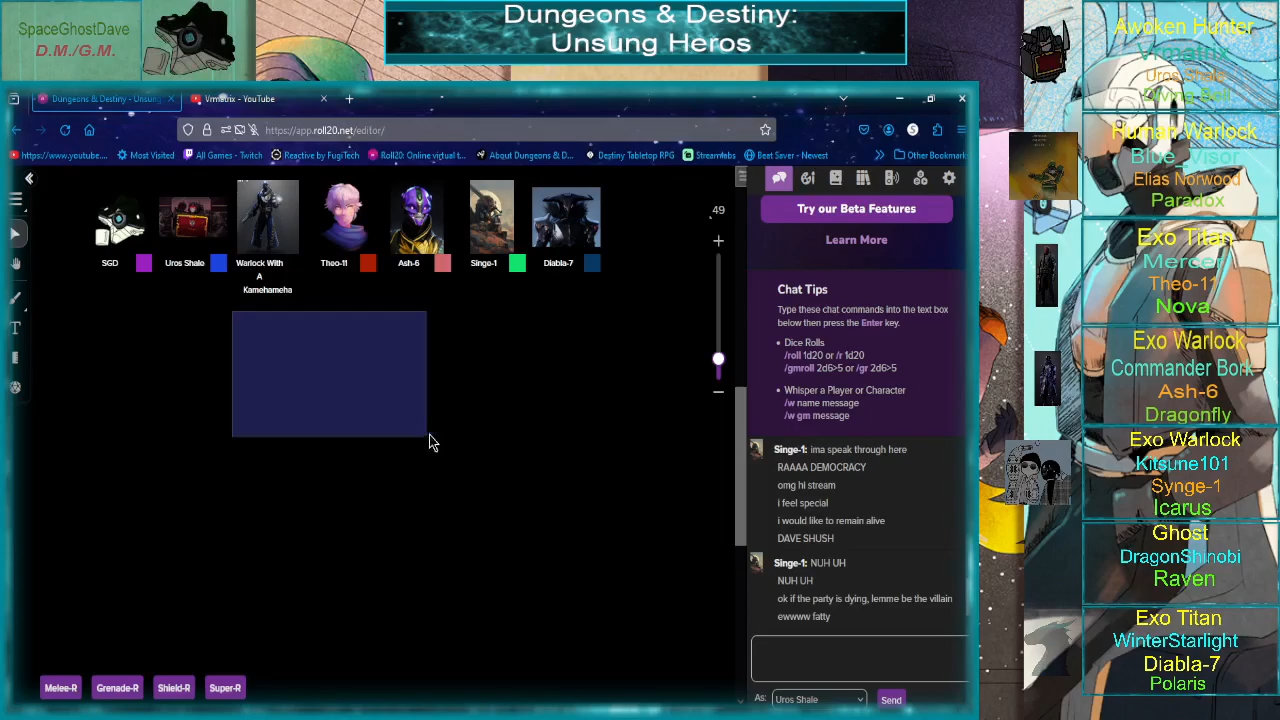 SpaceGhostDave
D.M./G.M.
Dungeons & Destiny:
Unsung Heros
Dungeons & Destiny - Unsung
Vrmatrix - YouTube
https://app.roll20.net/editor/
https://www.youtube....
Most Visited
All Games - Twitch
Reactive by FugiTech
Roll20: Online virtual t...
About Dungeons & D...
Destiny Tabletop RPG
Streamlabs
Beat Saver - Newest
Other Bookmarks
SGD
Uros Shale
Warlock With
A
Kamehameha
Theo-11
Ash-6
Singe-1
Diabla-7
49
Try our Beta Features
Learn More
Chat Tips
Type these chat commands into the text box
below then press the Enter key.
Dice Rolls
/roll 1d20 or /r 1d20
/gmroll 2d6>5 or /gr 2d6>5
Whisper a Player or Character
/w name message
/w gm message
Singe-1: ima speak through here
RAAAA DEMOCRACY
omg hI stream
i feel special
i would like to remain alive
DAVE SHUSH
Singe-1: NUH UH
NUH UH
ok if the party is dying, lemme be the villain
ewwww fatty
As:
Uros Shale
Send
Melee-R
Grenade-R
Shield-R
Super-R
Awoken Hunter
Vrmatrix
Uros Shale
Diving Bell
Human Warlock
Blue_Visor
Elias Norwood
Paradox
Exo Titan
Mercer
Theo-11
Nova
Exo Warlock
Commander Bork
Ash-6
Dragonfly
Exo Warlock
Kitsune101
Synge-1
Icarus
Ghost
DragonShinobi
Raven
Exo Titan
WinterStarlight
Diabla-7
Polaris